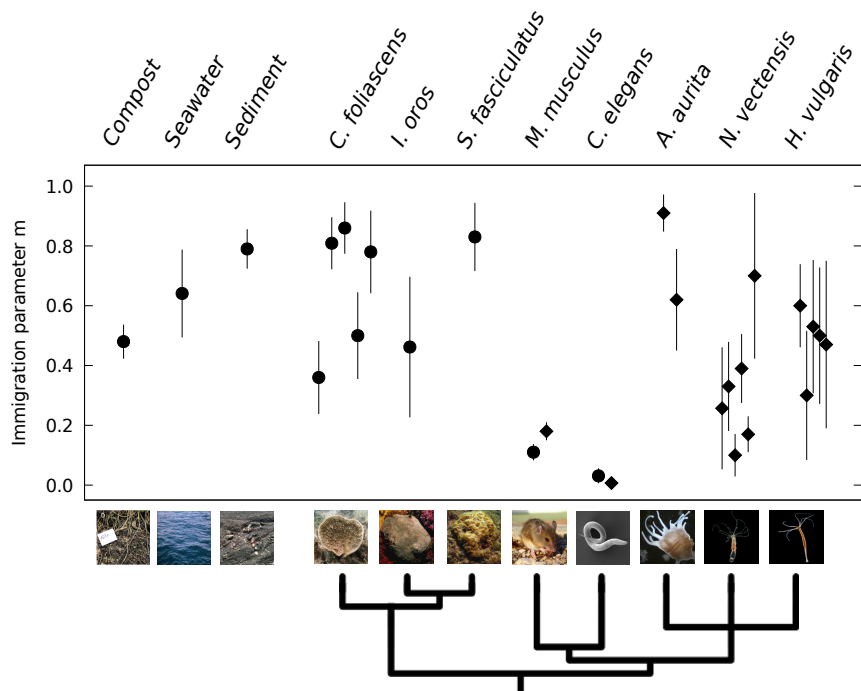 Compost
Seawater
Sediment
C. foliascens
I. oros
S. fasciculatus
M. musculus
C. elegans
A. aurita
N. vectensis
H. vulgaris
Immigration parameter m
1.0
0.8
0.6
0.4
0.2
0.0